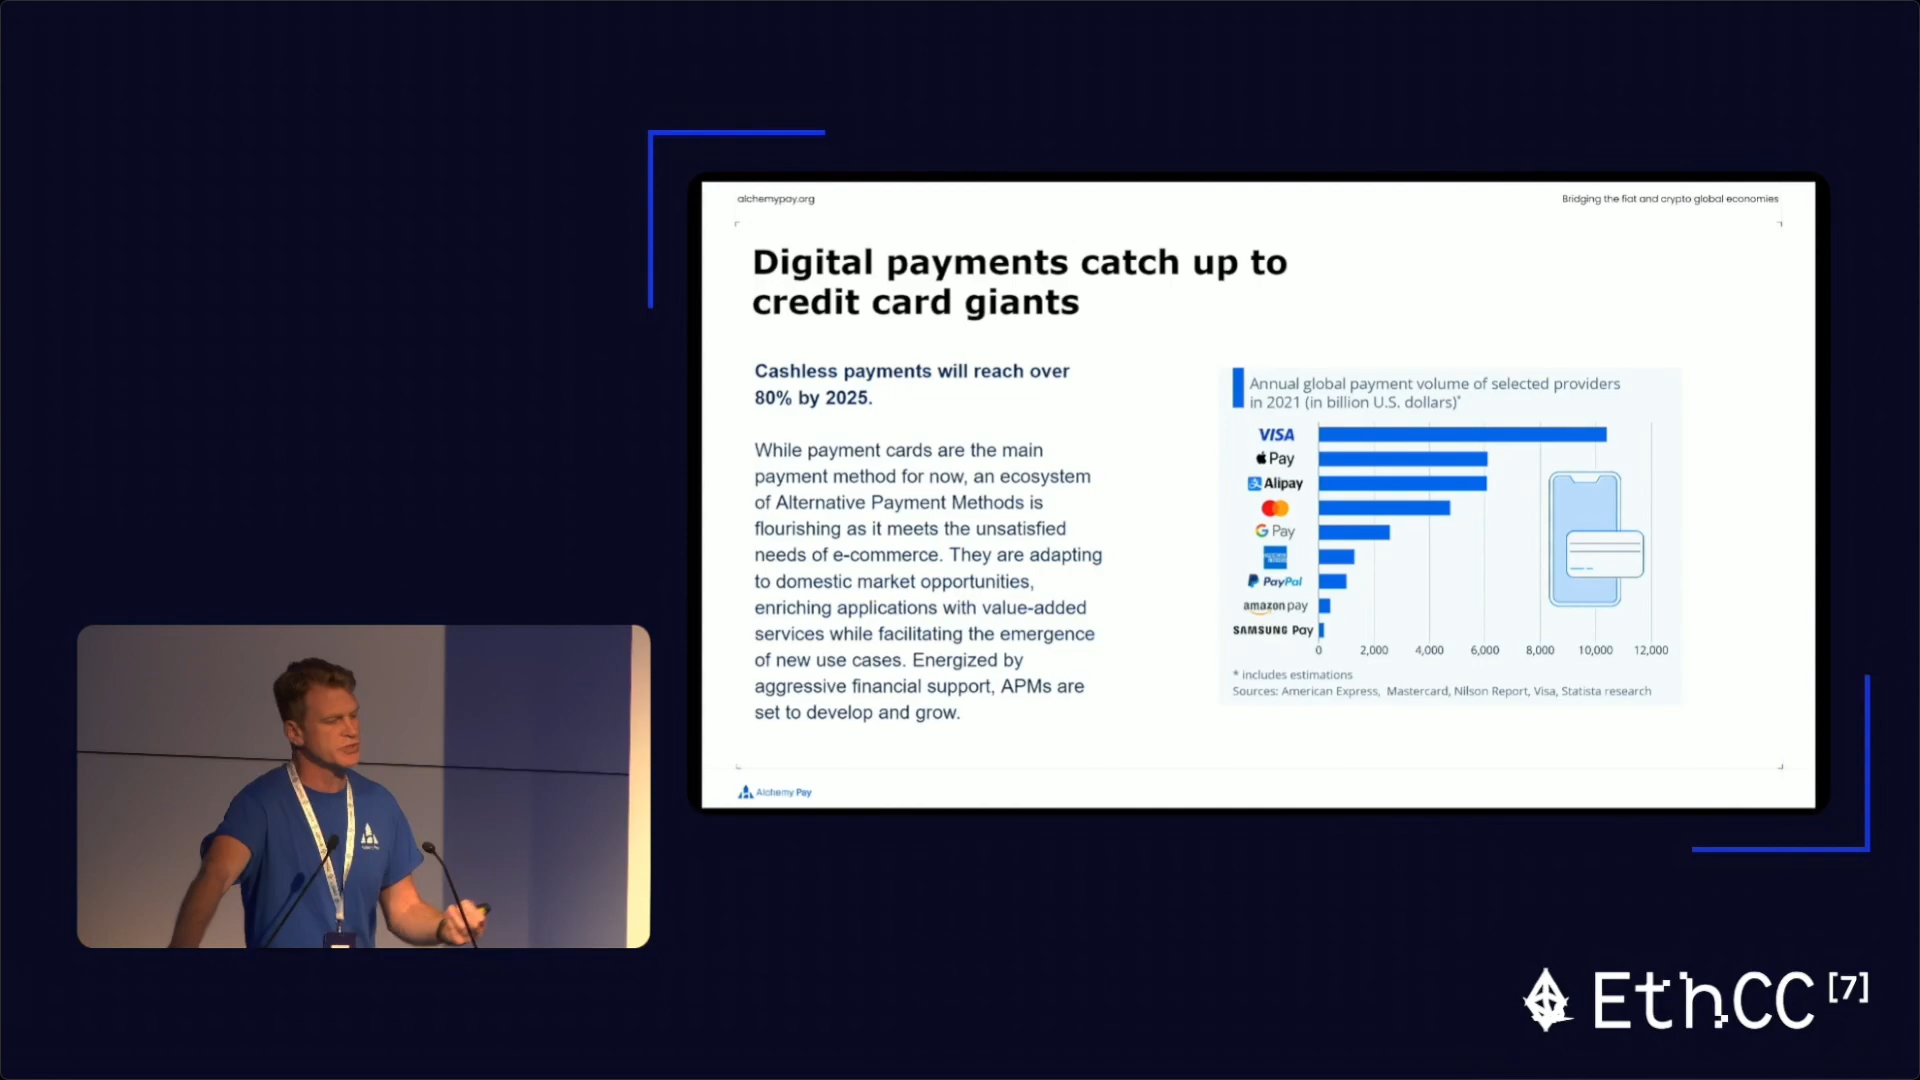 alchemypay.org
Bridging the fiat and crypto global economies
Digital payments catch up to
credit card giants
Cashless payments will reach over
80% by 2025.
While payment cards are the main
payment method for now, an ecosystem
of Alternative Payment Methods is
flourishing as it meets the unsatisfied
needs of e-commerce. They are adapting
to domestic market opportunities,
enriching applications with value-added
services while facilitating the emergence
of new use cases. Energized by
aggressive financial support, APMs are
set to develop and grow.
Annual global payment volume of selected providers
in 2021 (in billion U.S. dollars)*
VISA
Pay
Alipay
G Pay
PayPal
amazon pay
SAMSUNG Pay
0 2,000 4,000 6,000 8,000 10,000 12,000
* includes estimations
Sources: American Express, Mastercard, Nilson Report, Visa, Statista research
Alchemy Pay
EthCC [7]